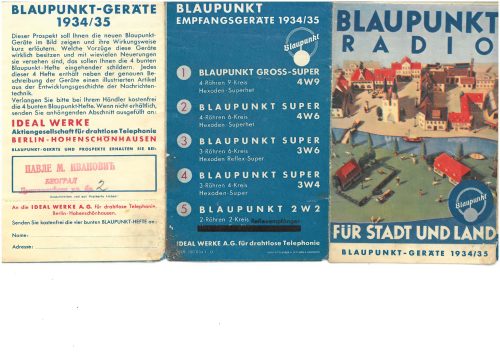 BLAUPUNKT-GERÄTE
1934/35
Dieser Prospekt soll Ihnen die neuen Blaupunkt-
Geräte im Bild zeigen und ihre Wirkungsweise
kurz erläutern. Welche Vorzüge diese Geräte
wirklich besitzen und mit wievielen Neuerungen
sie versehen sind, das sollen Ihnen die 4 bunten
Blaupunkt-Hefte eingehender schildern. Jedes
dieser 4 Hefte enthält neben der genauen Be-
schreibung der Geräte einen illustrierten Artikel
aus der Entwicklungsgeschichte der Nachrichten-
technik.
Verlangen Sie bitte bei Ihrem Händler kostenfrei
die 4 bunten Blaupunkt-Hefte. Wenn nicht erhältlich,
senden Sie anhängenden Abschnitt ausgefüllt an:
IDEAL WERKE
Aktiengesellschaft für drahtlose Telephonie
BERLIN-HOHENSCHÖNHAUSEN
BLAUPUNKT-GERÄTE UND PROSPEKTE ERHALTEN SIE BEI:
ПАВЛЕ М. ИВАНОВИЋ
БЕОГРАД
2
An die IDEAL WERKE A.G. für drahtlose Telephonie,
Berlin-Hohenschönhausen.
Senden Sie kostenfrei die vier bunten BLAUPUNKT-HEFTE an:
Name:
Adresse:
BLAUPUNKT
EMPFANGSGERÄTE 1934/35
Blaupunkt
1 BLAUPUNKT GROSS-SUPER
4-Röhren 9-Kreis 4W9
Hexoden-Superhet
2 BLAUPUNKT SUPER
4-Röhren 6-Kreis 4W6
Hexoden-Superhet
3 BLAUPUNKT SUPER
3-Röhren 6-Kreis 3W6
Hexoden Reflex-Super
4 BLAUPUNKT SUPER
3-Röhren 4-Kreis 3W4
Hexoden-Super
5 BLAUPUNKT 2W2
2-Röhren 2-Kreis Reflexempfänger
IDEAL WERKE A.G. für drahtlose Telephonie
BLAUPUNKT
RADIO
Blaupunkt
FÜR STADT UND LAND
BLAUPUNKT-GERÄTE 1934/35